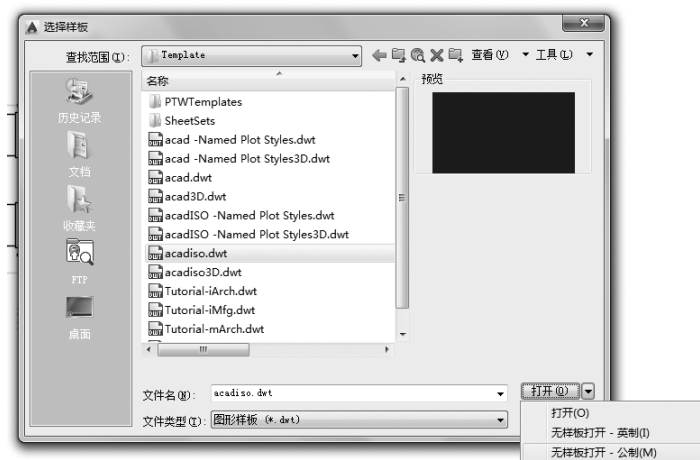 选择样板
查找范围(I): Template 查看(V) 工具(L)
名称 预览
PTWTemplates
SheetSets
acad -Named Plot Styles.dwt
acad -Named Plot Styles3D.dwt
acad.dwt
acad3D.dwt
acadISO -Named Plot Styles.dwt
acadISO -Named Plot Styles3D.dwt
acadiso.dwt
acadiso3D.dwt
Tutorial-iArch.dwt
Tutorial-iMfg.dwt
Tutorial-mArch.dwt
历史记录
文档
收藏夹
FTP
桌面
文件名(N): acadiso.dwt 打开(O)
文件类型(T): 图形样板 (*.dwt)
打开(O)
无样板打开 - 英制(I)
无样板打开 - 公制(M)